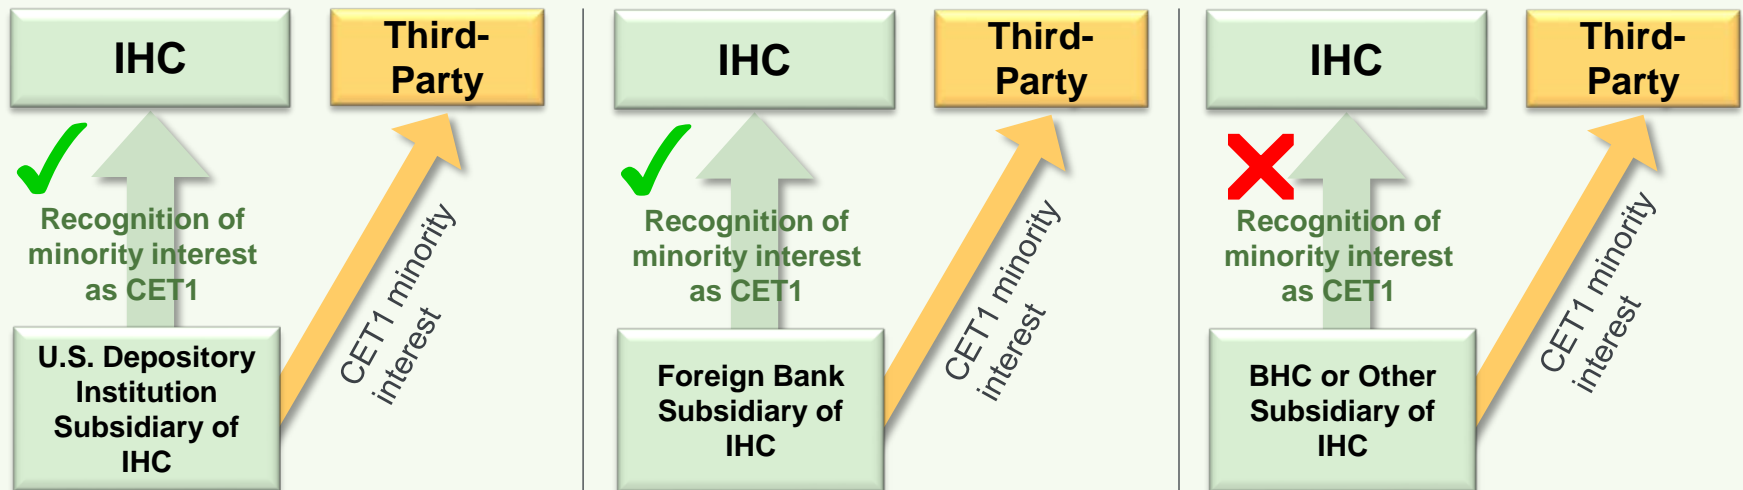 IHC
Third-
Party
Recognition of
minority interest
as CET1
CET1 minority
interest
U.S. Depository
Institution
Subsidiary of
IHC
IHC
Third-
Party
Recognition of
minority interest
as CET1
CET1 minority
interest
Foreign Bank
Subsidiary of
IHC
IHC
Third-
Party
Recognition of
minority interest
as CET1
CET1 minority
interest
BHC or Other
Subsidiary of
IHC